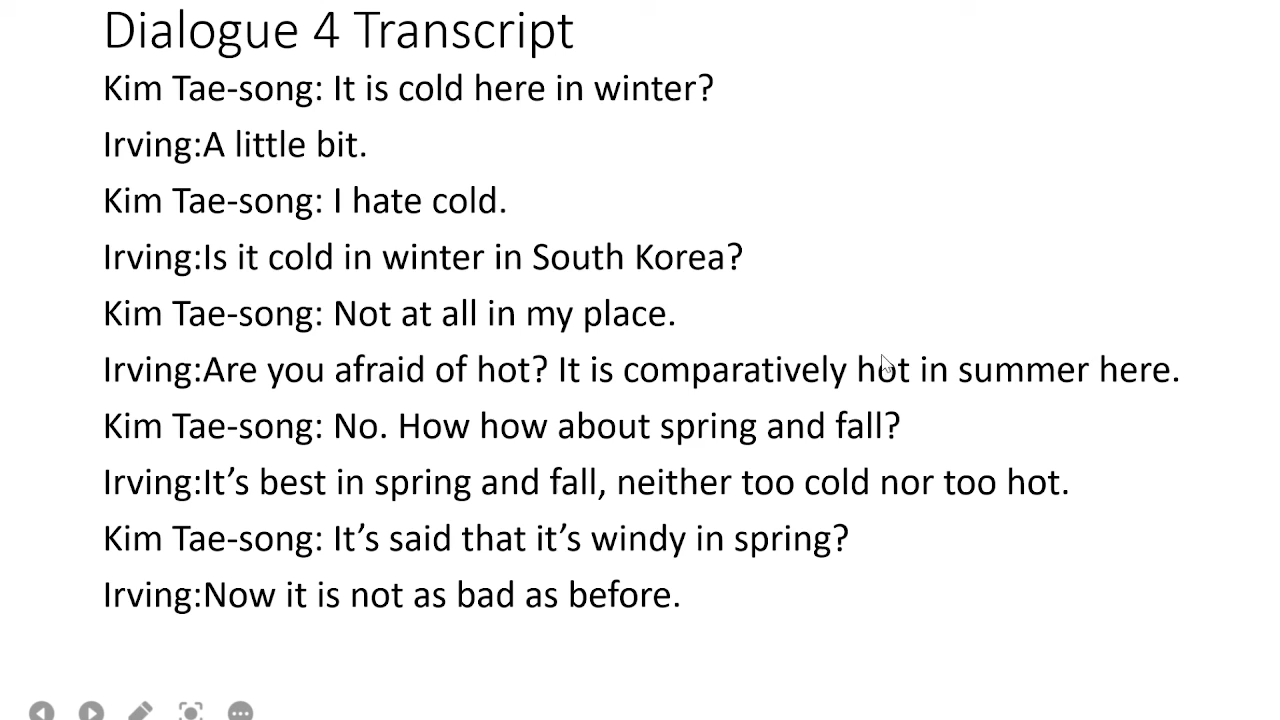 Dialogue 4 Transcript
Kim Tae-song: It is cold here in winter?
Irving:A little bit.
Kim Tae-song: I hate cold.
Irving:Is it cold in winter in South Korea?
Kim Tae-song: Not at all in my place.
Irving:Are you afraid of hot? It is comparatively hot in summer here.
Kim Tae-song: No. How how about spring and fall?
Irving:It’s best in spring and fall, neither too cold nor too hot.
Kim Tae-song: It’s said that it’s windy in spring?
Irving:Now it is not as bad as before.